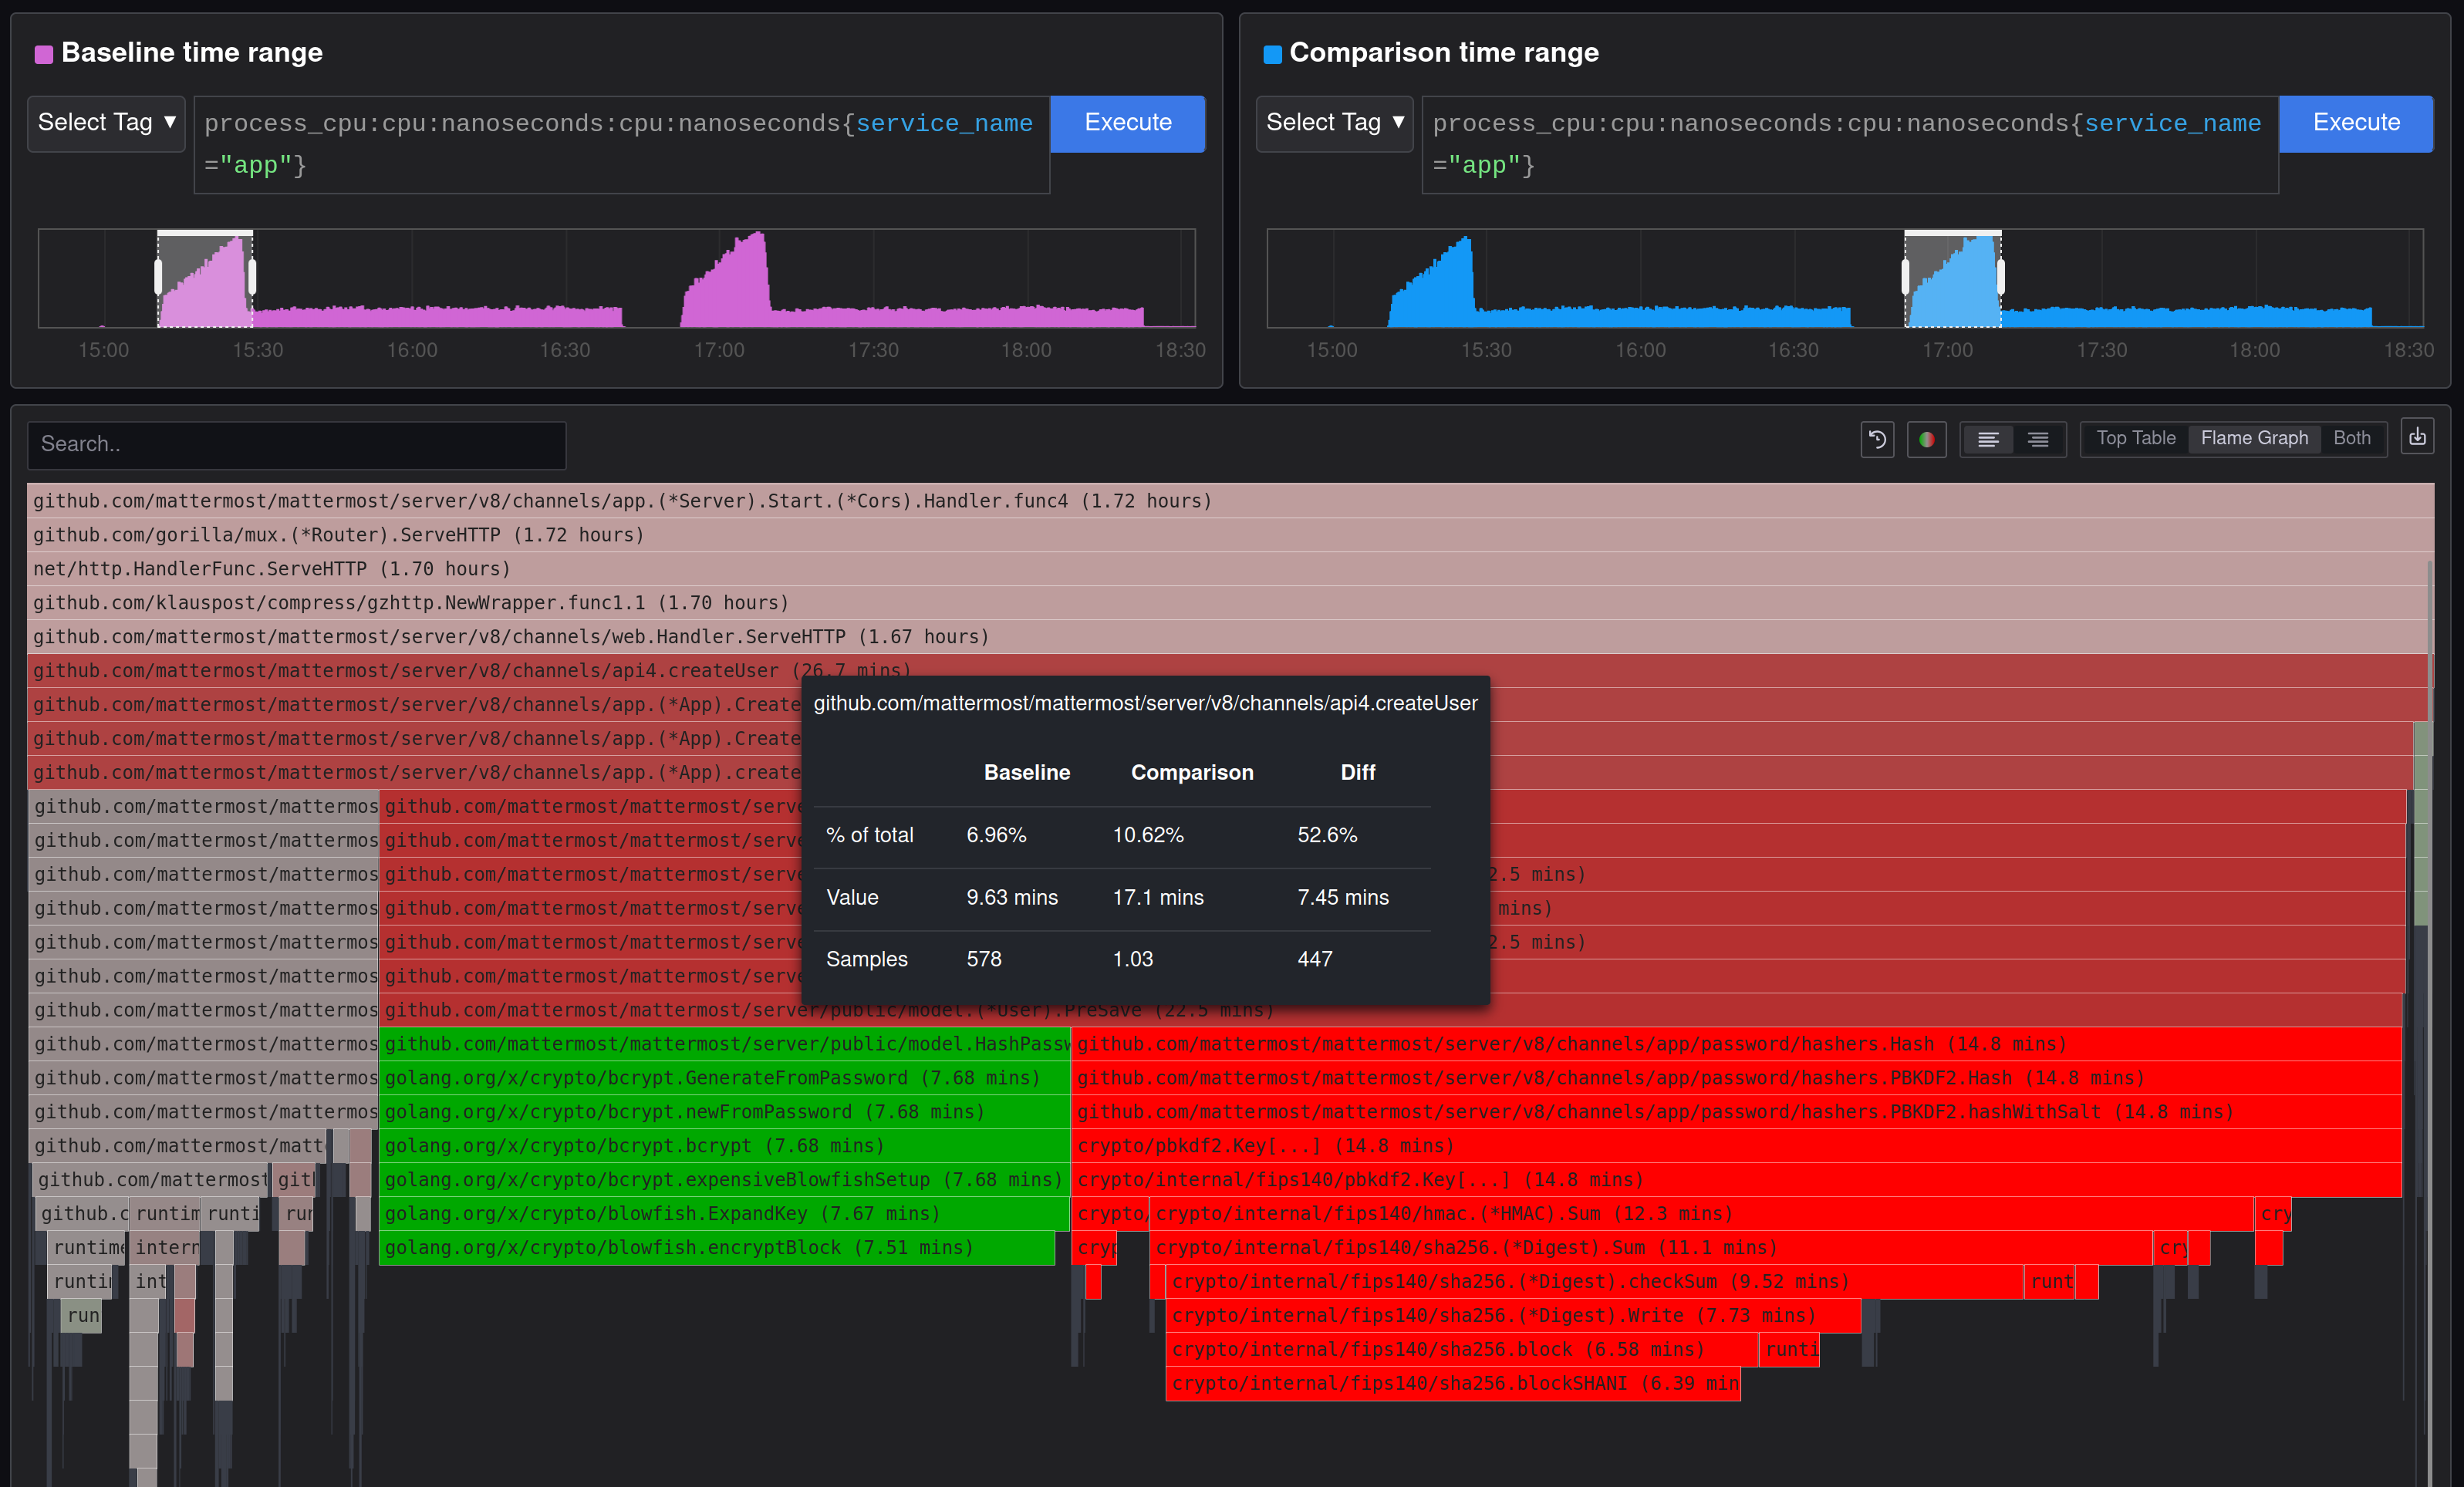 Baseline time range
Select Tag ▼
process_cpu:cpu:nanoseconds:cpu:nanoseconds{service_name
="app"}
Execute
15:00 15:30 16:00 16:30 17:00 17:30 18:00 18:30
Comparison time range
Select Tag ▼
process_cpu:cpu:nanoseconds:cpu:nanoseconds{service_name
="app"}
Execute
15:00 15:30 16:00 16:30 17:00 17:30 18:00 18:30
Search..
Top Table Flame Graph Both
github.com/mattermost/mattermost/server/v8/channels/app.(*Server).Start.(*Cors).Handler.func4 (1.72 hours)
github.com/gorilla/mux.(*Router).ServeHTTP (1.72 hours)
net/http.HandlerFunc.ServeHTTP (1.70 hours)
github.com/klauspost/compress/gzhttp.NewWrapper.func1.1 (1.70 hours)
github.com/mattermost/mattermost/server/v8/channels/web.Handler.ServeHTTP (1.67 hours)
github.com/mattermost/mattermost/server/v8/channels/api4.createUser (26.7 mins)
github.com/mattermost/mattermost/server/v8/channels/app.(*App).Create
github.com/mattermost/mattermost/server/v8/channels/app.(*App).Create
github.com/mattermost/mattermost/server/v8/channels/app.(*App).create
github.com/mattermost/mattermos github.com/mattermost/mattermost/serve
github.com/mattermost/mattermos github.com/mattermost/mattermost/serve
github.com/mattermost/mattermos github.com/mattermost/mattermost/serve 2.5 mins)
github.com/mattermost/mattermos github.com/mattermost/mattermost/serve mins)
github.com/mattermost/mattermos github.com/mattermost/mattermost/serve 2.5 mins)
github.com/mattermost/mattermos github.com/mattermost/mattermost/serve
github.com/mattermost/mattermos github.com/mattermost/mattermost/server/public/model.(*User).PreSave (22.5 mins)
github.com/mattermost/mattermos github.com/mattermost/mattermost/server/public/model.HashPassw github.com/mattermost/mattermost/server/v8/channels/app/password/hashers.Hash (14.8 mins)
github.com/mattermost/mattermos golang.org/x/crypto/bcrypt.GenerateFromPassword (7.68 mins) github.com/mattermost/mattermost/server/v8/channels/app/password/hashers.PBKDF2.Hash (14.8 mins)
github.com/mattermost/mattermos golang.org/x/crypto/bcrypt.newFromPassword (7.68 mins) github.com/mattermost/mattermost/server/v8/channels/app/password/hashers.PBKDF2.hashWithSalt (14.8 mins)
github.com/mattermost/matt golang.org/x/crypto/bcrypt.bcrypt (7.68 mins) crypto/pbkdf2.Key[...] (14.8 mins)
github.com/mattermost gith golang.org/x/crypto/bcrypt.expensiveBlowfishSetup (7.68 mins) crypto/internal/fips140/pbkdf2.Key[...] (14.8 mins)
github.c runtim runti run golang.org/x/crypto/blowfish.ExpandKey (7.67 mins) crypto/ crypto/internal/fips140/hmac.(*HMAC).Sum (12.3 mins) cry
runtime intern golang.org/x/crypto/blowfish.encryptBlock (7.51 mins) cryp crypto/internal/fips140/sha256.(*Digest).Sum (11.1 mins) cry
runtim int crypto/internal/fips140/sha256.(*Digest).checkSum (9.52 mins) runt
run crypto/internal/fips140/sha256.(*Digest).Write (7.73 mins)
crypto/internal/fips140/sha256.block (6.58 mins) runti
crypto/internal/fips140/sha256.blockSHANI (6.39 min
github.com/mattermost/mattermost/server/v8/channels/api4.createUser
Baseline Comparison Diff
% of total 6.96% 10.62% 52.6%
Value 9.63 mins 17.1 mins 7.45 mins
Samples 578 1.03 447